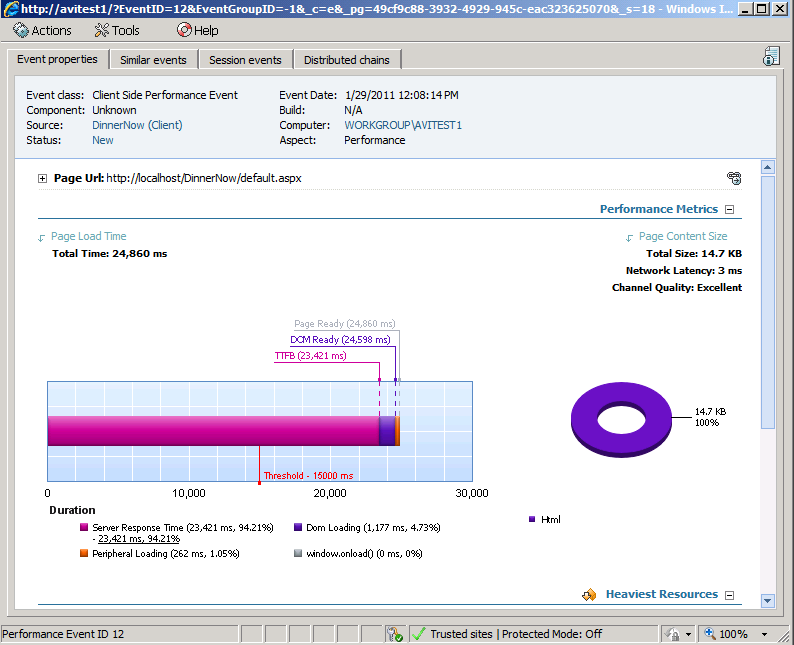 http://avitest1/?EventID=12&EventGroupID=-1&_c=e&_pg=49cf9c88-3932-4929-945c-eac323625070&_s=18 - Windows I...
Actions Tools Help
Event properties Similar events Session events Distributed chains
Event class: Client Side Performance Event Event Date: 1/29/2011 12:08:14 PM
Component: Unknown Build: N/A
Source: DinnerNow (Client) Computer: WORKGROUP\AVITEST1
Status: New Aspect: Performance
Page Url: http://localhost/DinnerNow/default.aspx
Performance Metrics
Page Load Time Page Content Size
Total Time: 24,860 ms Total Size: 14.7 KB
Network Latency: 3 ms
Channel Quality: Excellent
Page Ready (24,860 ms)
DCM Ready (24,598 ms)
TTFB (23,421 ms)
14.7 KB
100%
Threshold - 15000 ms
0 10,000 20,000 30,000
Duration
Server Response Time (23,421 ms, 94.21%) Dom Loading (1,177 ms, 4.73%) Html
- 23,421 ms, 94.21%
Peripheral Loading (262 ms, 1.05%) window.onload() (0 ms, 0%)
Heaviest Resources
Performance Event ID 12 Trusted sites | Protected Mode: Off 100%